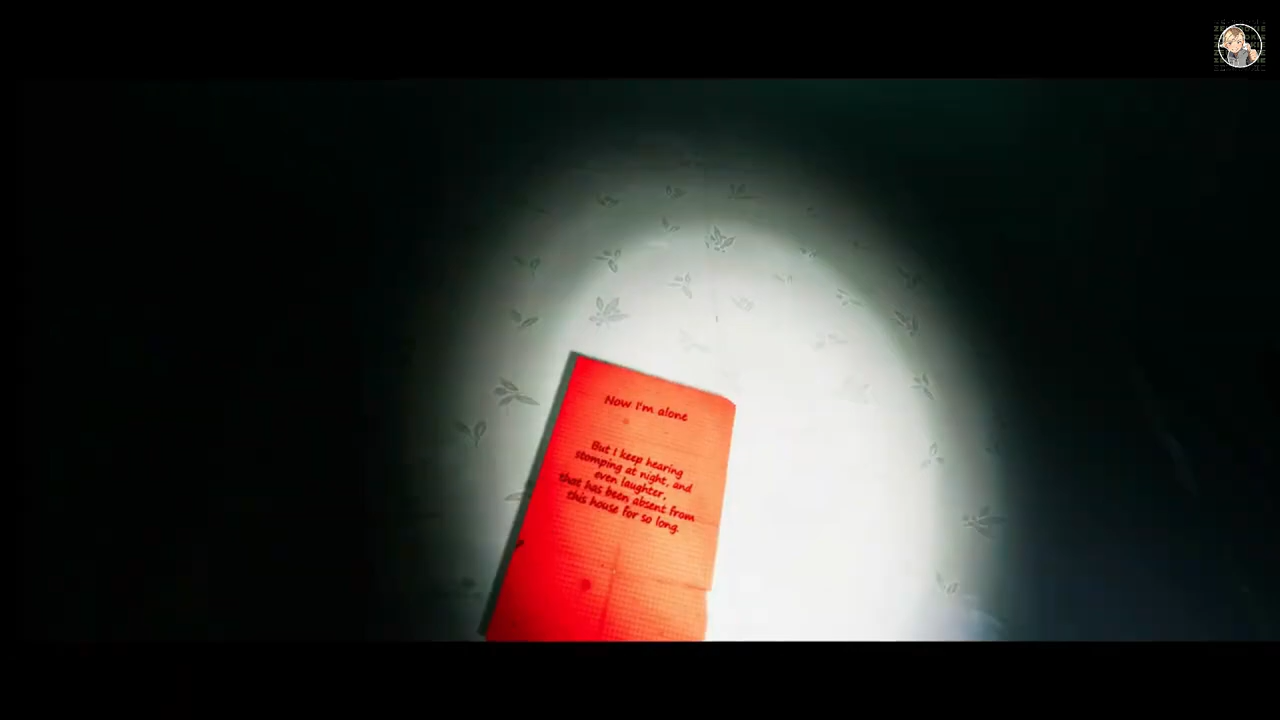 Now I'm alone
But I keep hearing
stomping at night, and
even laughter,
that has been absent from
this house for so long.